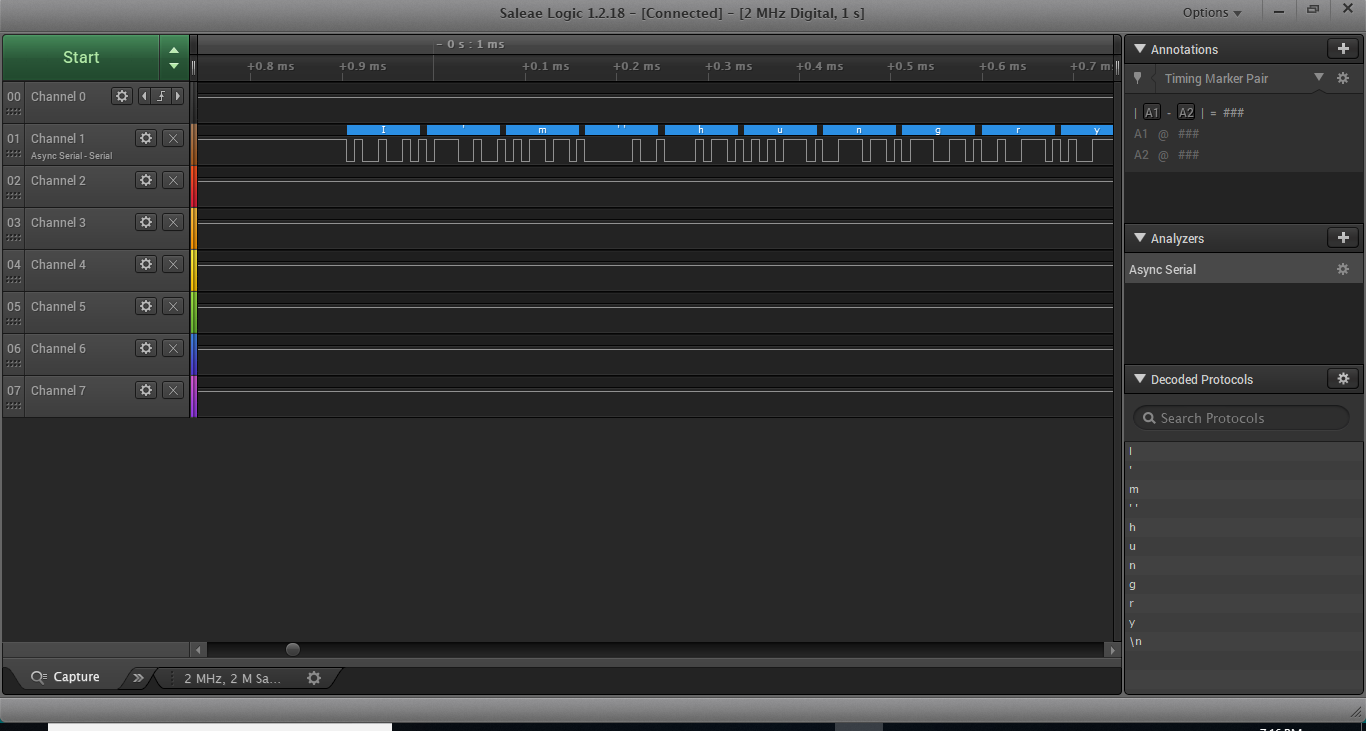 Saleae Logic 1.2.18 – [Connected] – [2 MHz Digital, 1 s]
Options
Start
– 0 s : 1 ms
+0.8 ms +0.9 ms +0.1 ms +0.2 ms +0.3 ms +0.4 ms +0.5 ms +0.6 ms +0.7 m
00 Channel 0
01 Channel 1
Async Serial - Serial
I ' m ' ' h u n g r y
02 Channel 2
03 Channel 3
04 Channel 4
05 Channel 5
06 Channel 6
07 Channel 7
Annotations
Timing Marker Pair
| A1 - A2 | = ###
A1 @ ###
A2 @ ###
Analyzers
Async Serial
Decoded Protocols
Search Protocols
I
'
m
' '
h
u
n
g
r
y
\n
Capture
2 MHz, 2 M Sa...